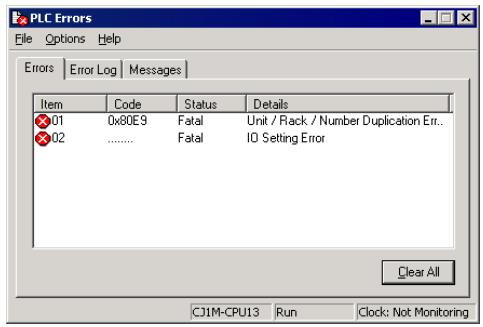 PLC Errors
File Options Help
Errors Error Log Messages
Item Code Status Details
01 0x80E9 Fatal Unit / Rack / Number Duplication Err..
02 ........ Fatal IO Setting Error
Clear All
CJ1M-CPU13 Run Clock: Not Monitoring